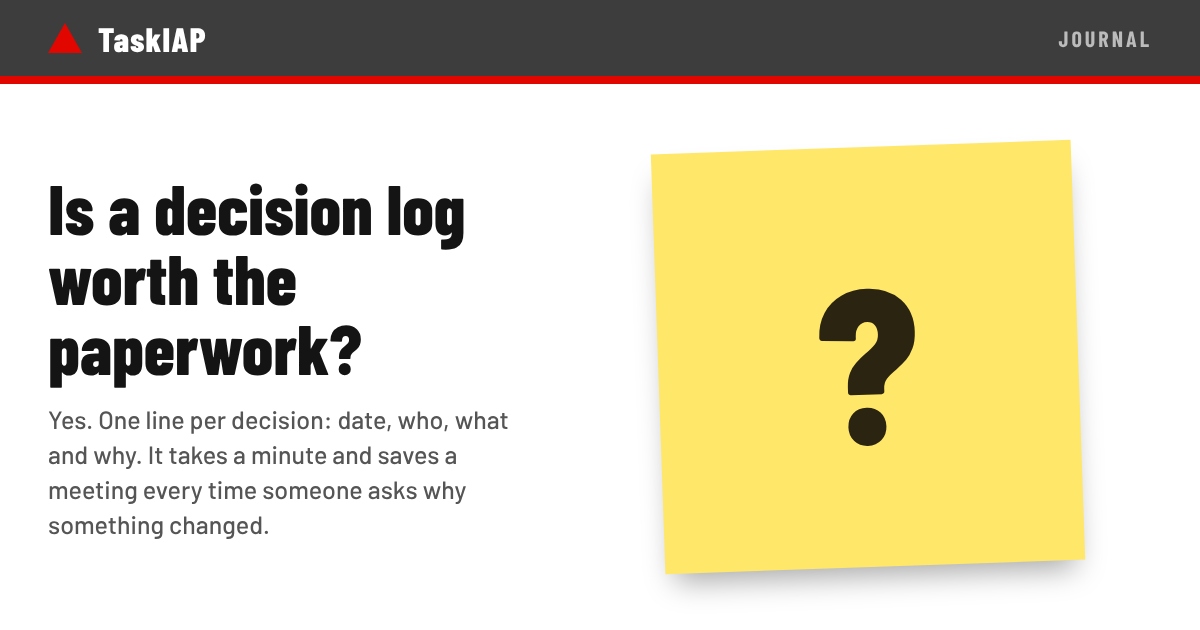 TaskIAP
JOURNAL
Is a decision log
worth the
paperwork?
Yes. One line per decision: date, who, what
and why. It takes a minute and saves a
meeting every time someone asks why
something changed.
?